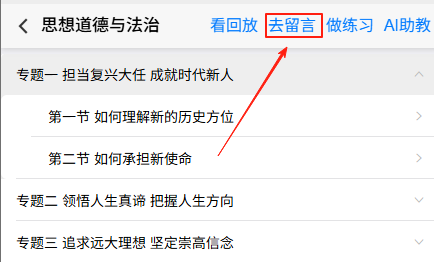 思想道德与法治 看回放 去留言 做练习 AI助教
专题一 担当复兴大任 成就时代新人
第一节 如何理解新的历史方位
第二节 如何承担新使命
专题二 领悟人生真谛 把握人生方向
专题三 追求远大理想 坚定崇高信念